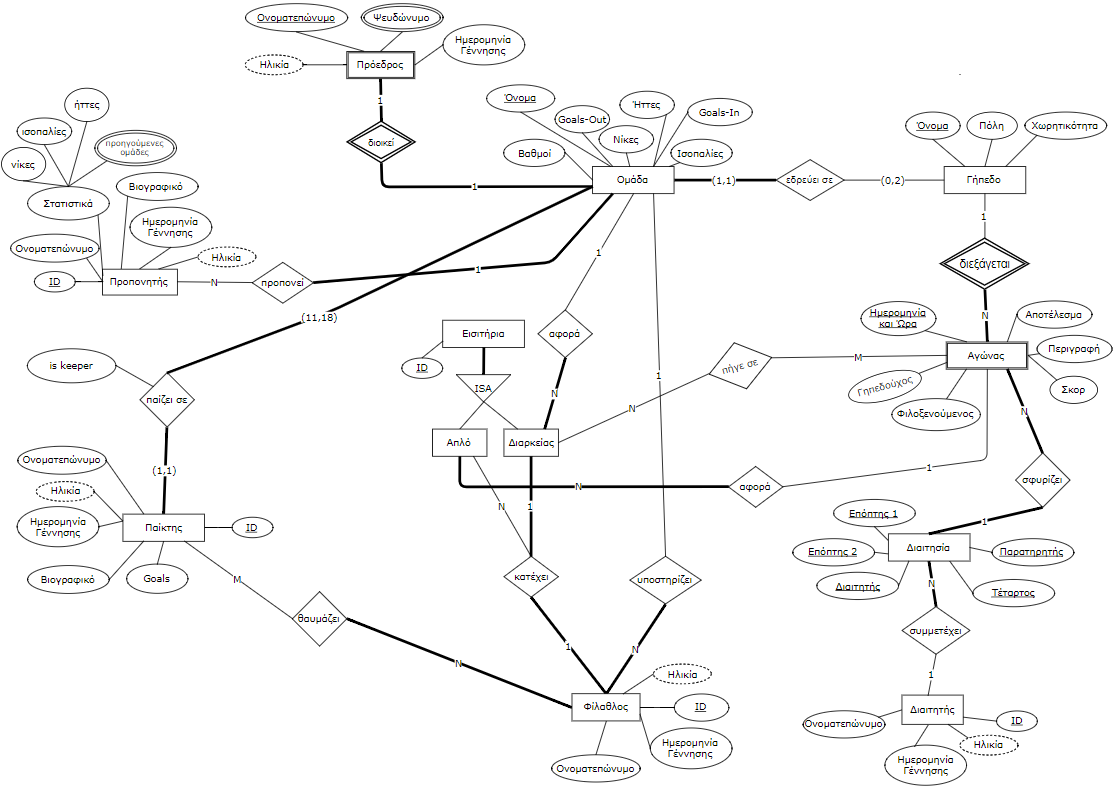 Ονοματεπώνυμο
Ψευδώνυμο
Ημερομηνία
Γέννησης
Ηλικία
Πρόεδρος
1
διοικεί
1
ήττες
ισοπαλίες
νίκες
προηγούμενες
ομάδες
Στατιστικά
Βιογραφικό
Ημερομηνία
Γέννησης
Ονοματεπώνυμο
Ηλικία
ID
Προπονητής
N
προπονεί
1
Όνομα
Goals-Out
Ήττες
Goals-In
Νίκες
Βαθμοί
Ισοπαλίες
Ομάδα
(1,1)
εδρεύει σε
(0,2)
Όνομα
Πόλη
Χωρητικότητα
Γήπεδο
1
διεξάγεται
N
Ημερομηνία
και Ώρα
Αποτέλεσμα
Περιγραφή
Σκορ
Αγώνας
Γηπεδούχος
Φιλοξενούμενος
(11,18)
is keeper
παίζει σε
(1,1)
Εισιτήρια
ID
ISA
Απλό
Διαρκείας
1
αφορά
N
πήγε σε
M
N
1
N
αφορά
1
N
σφυρίζει
1
Ονοματεπώνυμο
Ηλικία
Ημερομηνία
Γέννησης
Παίκτης
ID
Βιογραφικό
Goals
M
θαυμάζει
N
N
1
κατέχει
1
υποστηρίζει
N
Επόπτης 1
Επόπτης 2
Διαιτησία
Παρατηρητής
Διαιτητής
Τέταρτος
N
συμμετέχει
1
Ηλικία
Φίλαθλος
ID
Ημερομηνία
Γέννησης
Ονοματεπώνυμο
Διαιτητής
Ονοματεπώνυμο
ID
Ηλικία
Ημερομηνία
Γέννησης